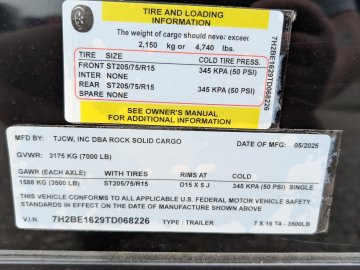 TIRE AND LOADING
INFORMATION
The weight of cargo should never exceed
2,150 kg or 4,740 lbs.
TIRE SIZE COLD TIRE PRESS.
FRONT ST205/75/R15 345 KPA (50 PSI)
INTER NONE
REAR ST205/75/R15 345 KPA (50 PSI)
SPARE NONE
SEE OWNER'S MANUAL
FOR ADDITIONAL INFORMATION
7H2BE1629TD068226
MFD BY: TJCW, INC DBA ROCK SOLID CARGO DATE OF MFG: 05/2025
GVWR: 3175 KG (7000 LB)
GAWR (EACH AXLE) WITH TIRES RIMS AT COLD
1588 KG (3500 LB) ST205/75/R15 D15 X 5 J 345 KPA (50 PSI) SINGLE
THIS VEHICLE CONFORMS TO ALL APPLICABLE U.S. FEDERAL MOTOR VEHICLE SAFETY
STANDARDS IN EFFECT ON THE DATE OF MANUFACTURE SHOWN ABOVE
V.I.N. 7H2BE1629TD068226 TYPE: TRAILER 7 X 16 TA -3500LB